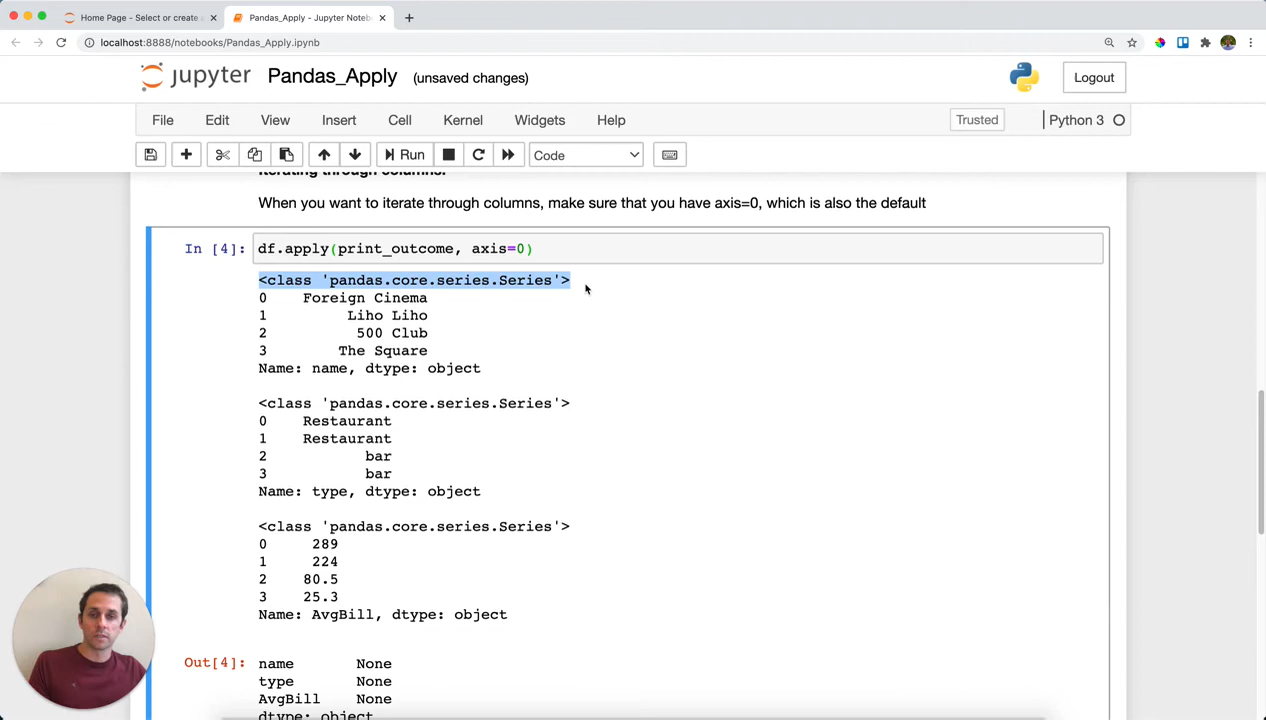 Home Page - Select or create a
Pandas_Apply - Jupyter Noteb
localhost:8888/notebooks/Pandas_Apply.ipynb
jupyter Pandas_Apply (unsaved changes)
Logout
File Edit View Insert Cell Kernel Widgets Help Trusted Python 3
Run Code
Iterating through columns:
When you want to iterate through columns, make sure that you have axis=0, which is also the default
In [4]: df.apply(print_outcome, axis=0)
<class 'pandas.core.series.Series'>
0 Foreign Cinema
1 Liho Liho
2 500 Club
3 The Square
Name: name, dtype: object
<class 'pandas.core.series.Series'>
0 Restaurant
1 Restaurant
2 bar
3 bar
Name: type, dtype: object
<class 'pandas.core.series.Series'>
0 289
1 224
2 80.5
3 25.3
Name: AvgBill, dtype: object
Out[4]: name None
type None
AvgBill None
dtype: object